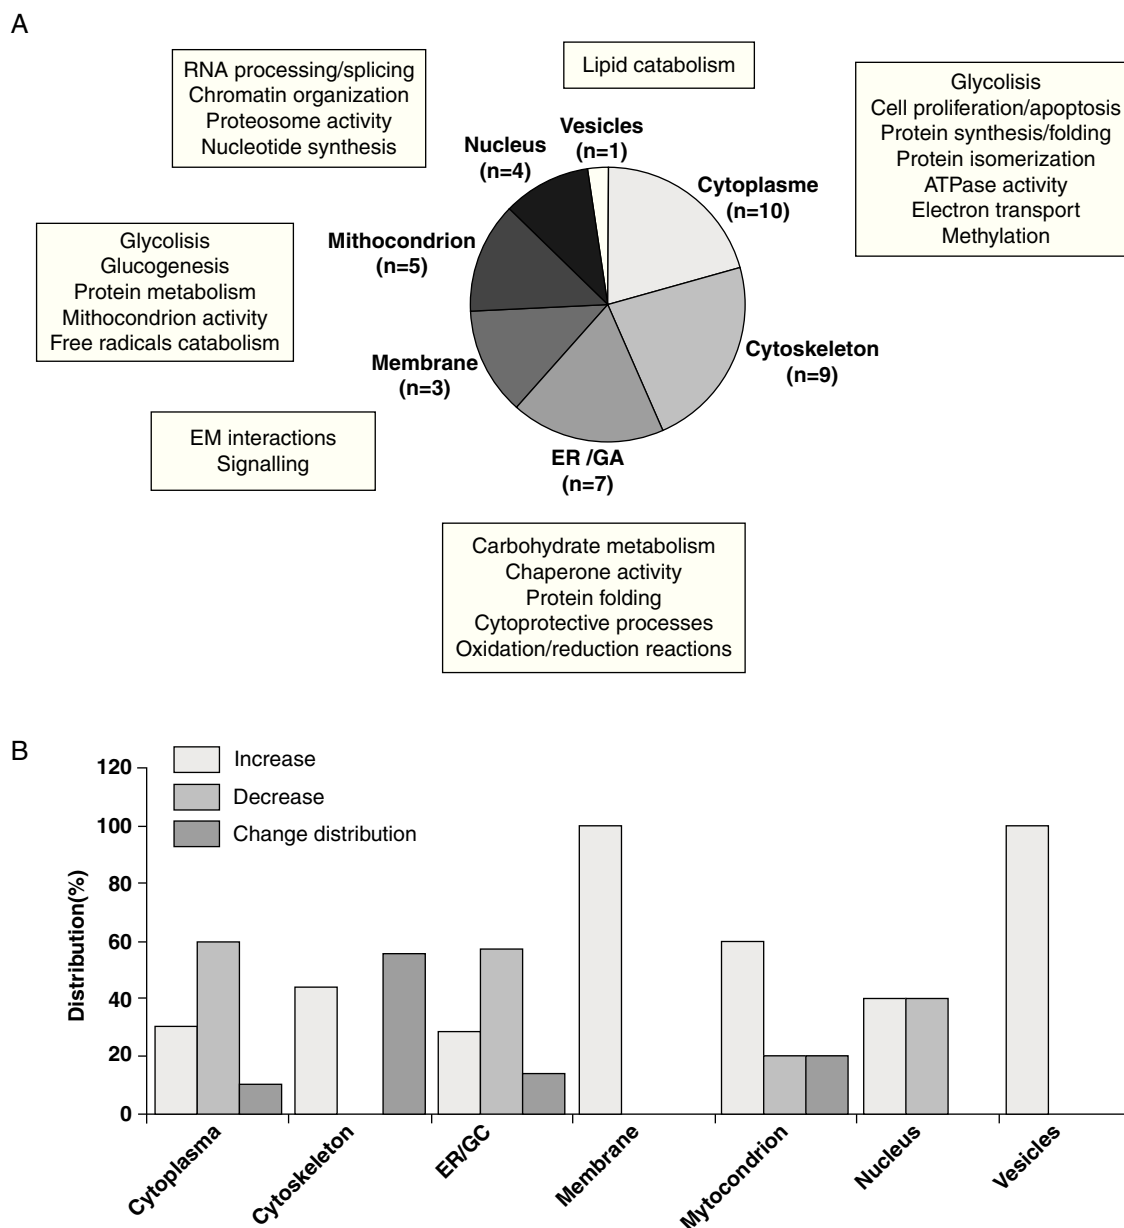 A
RNA processing/splicing
Chromatin organization
Proteosome activity
Nucleotide synthesis
Lipid catabolism
Glycolisis
Cell proliferation/apoptosis
Protein synthesis/folding
Protein isomerization
ATPase activity
Electron transport
Methylation
Vesicles
(n=1)
Nucleus
(n=4)
Cytoplasme
(n=10)
Glycolisis
Glucogenesis
Protein metabolism
Mithocondrion activity
Free radicals catabolism
Mithocondrion
(n=5)
Membrane
(n=3)
Cytoskeleton
(n=9)
EM interactions
Signalling
ER /GA
(n=7)
Carbohydrate metabolism
Chaperone activity
Protein folding
Cytoprotective processes
Oxidation/reduction reactions
B
Increase
Decrease
Change distribution
Distribution(%)
120
100
80
60
40
20
0
Cytoplasma
Cytoskeleton
ER/GC
Membrane
Mytocondrion
Nucleus
Vesicles